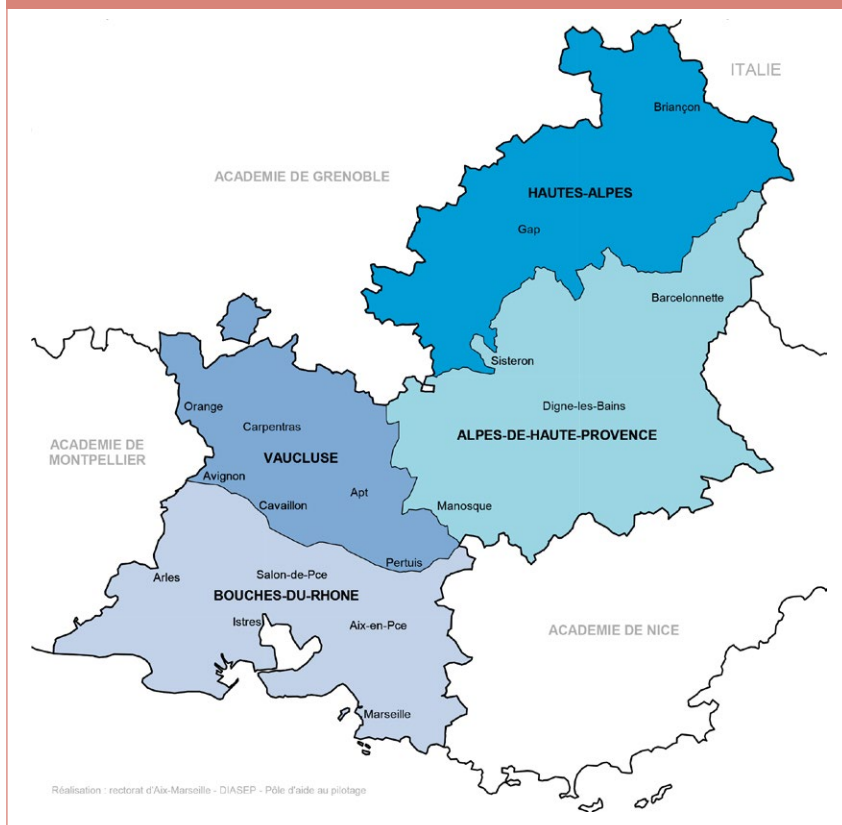 ITALIE
Briançon
ACADEMIE DE GRENOBLE
HAUTES-ALPES
Gap
Barcelonnette
Sisteron
Orange
Digne-les-Bains
Carpentras
ALPES-DE-HAUTE-PROVENCE
ACADEMIE DE
MONTPELLIER
VAUCLUSE
Avignon
Apt
Cavaillon
Manosque
Pertuis
Arles
Salon-de-Pce
BOUCHES-DU-RHONE
Istres
Aix-en-Pce
ACADEMIE DE NICE
Marseille
Réalisation : rectorat d'Aix-Marseille - DIASEP - Pôle d'aide au pilotage